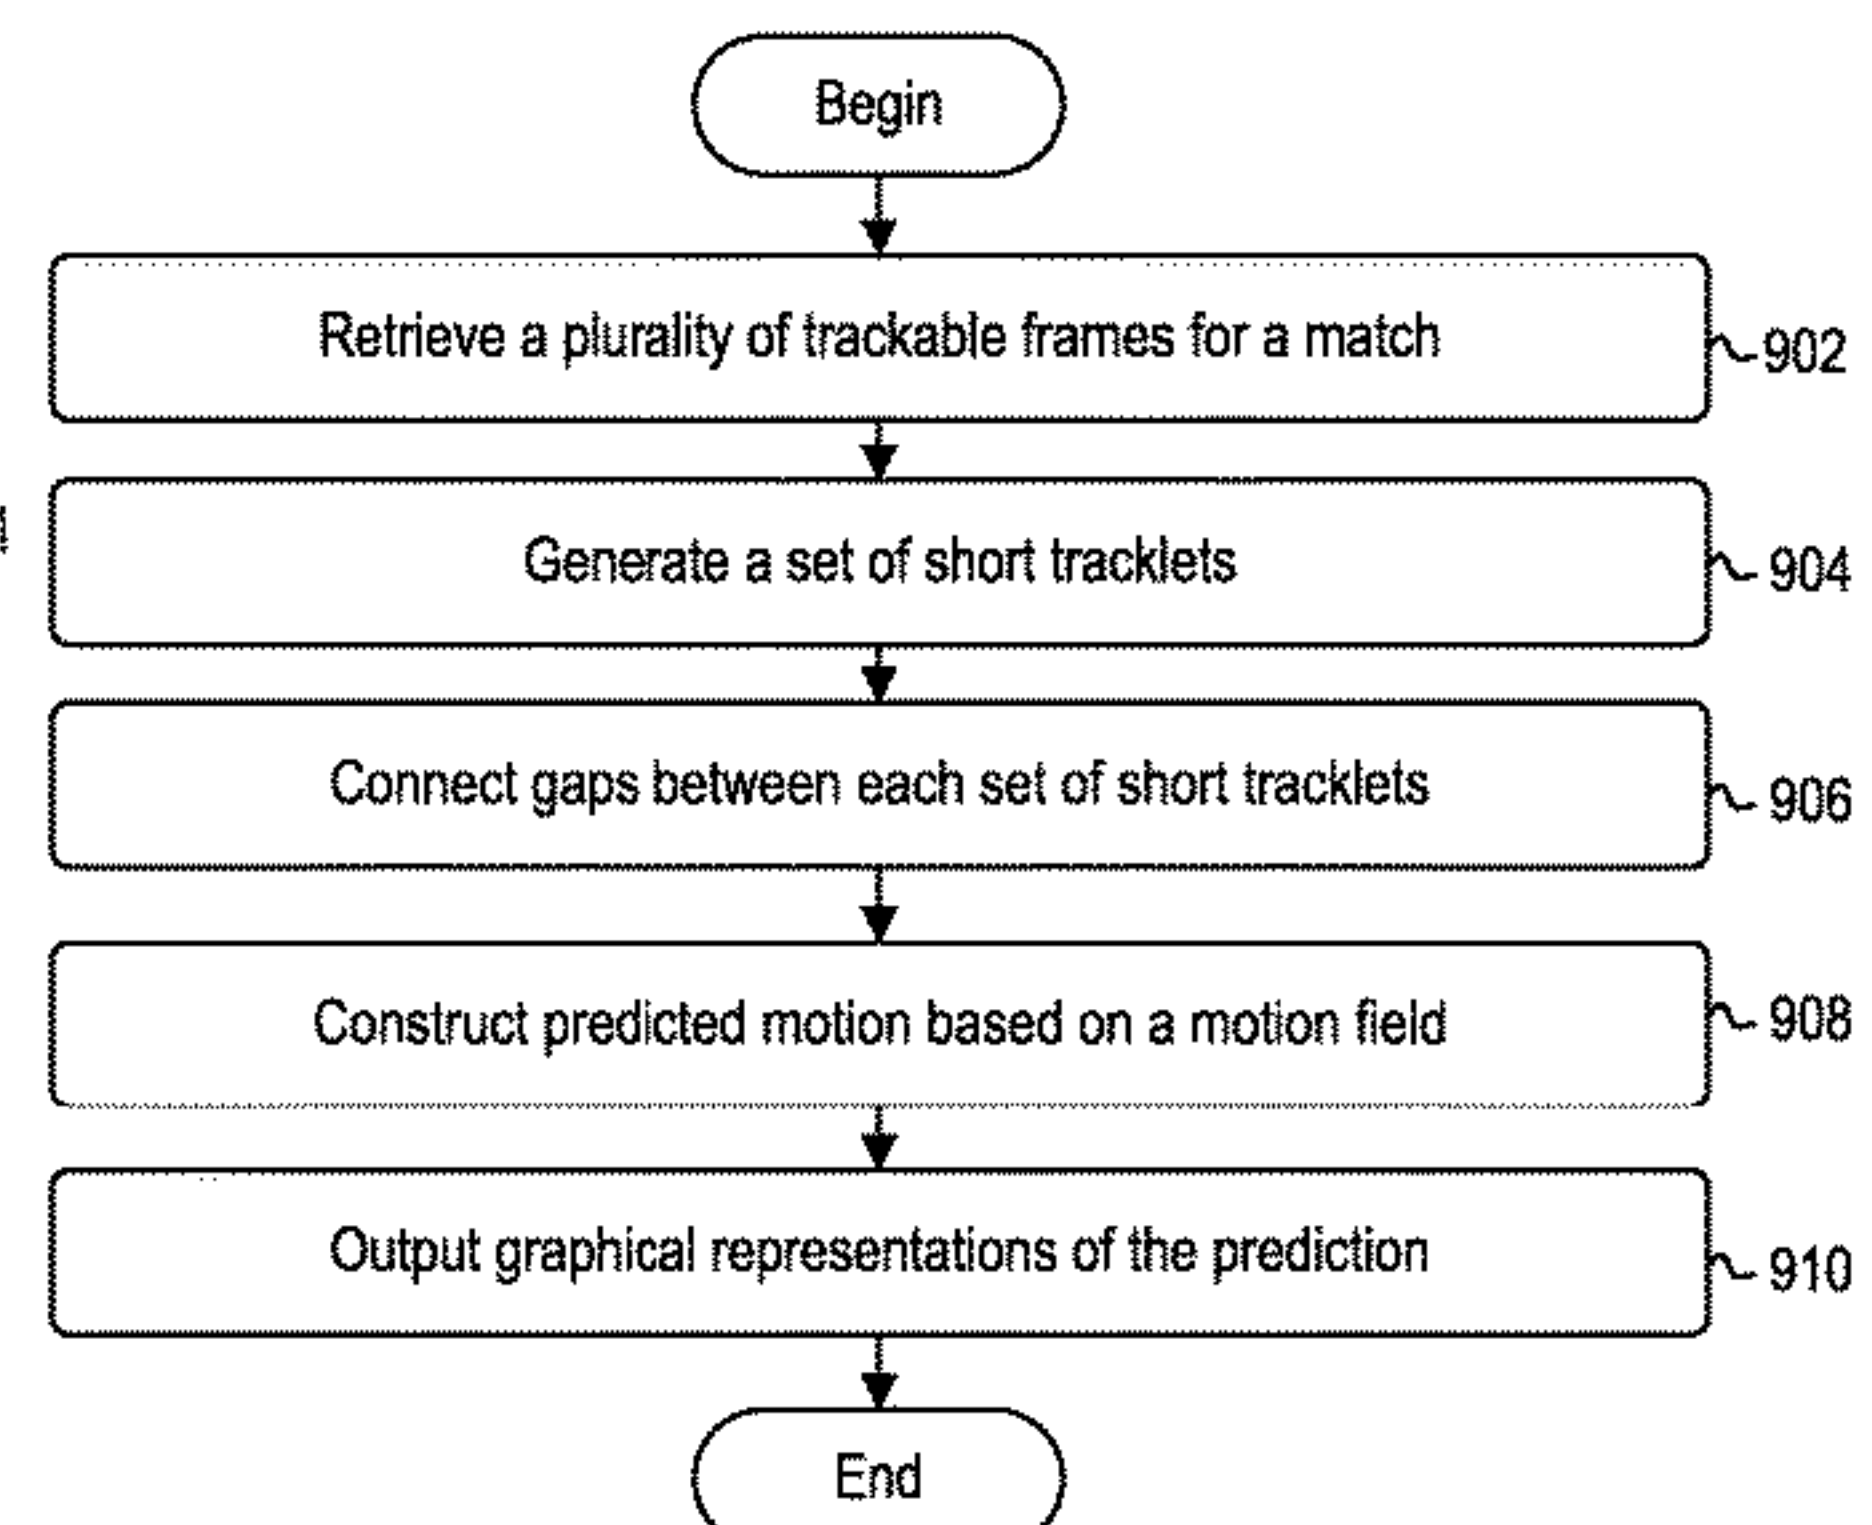 Begin
Retrieve a plurality of trackable frames for a match
902
Generate a set of short tracklets
904
Connect gaps between each set of short tracklets
906
Construct predicted motion based on a motion field
908
Output graphical representations of the prediction
910
End